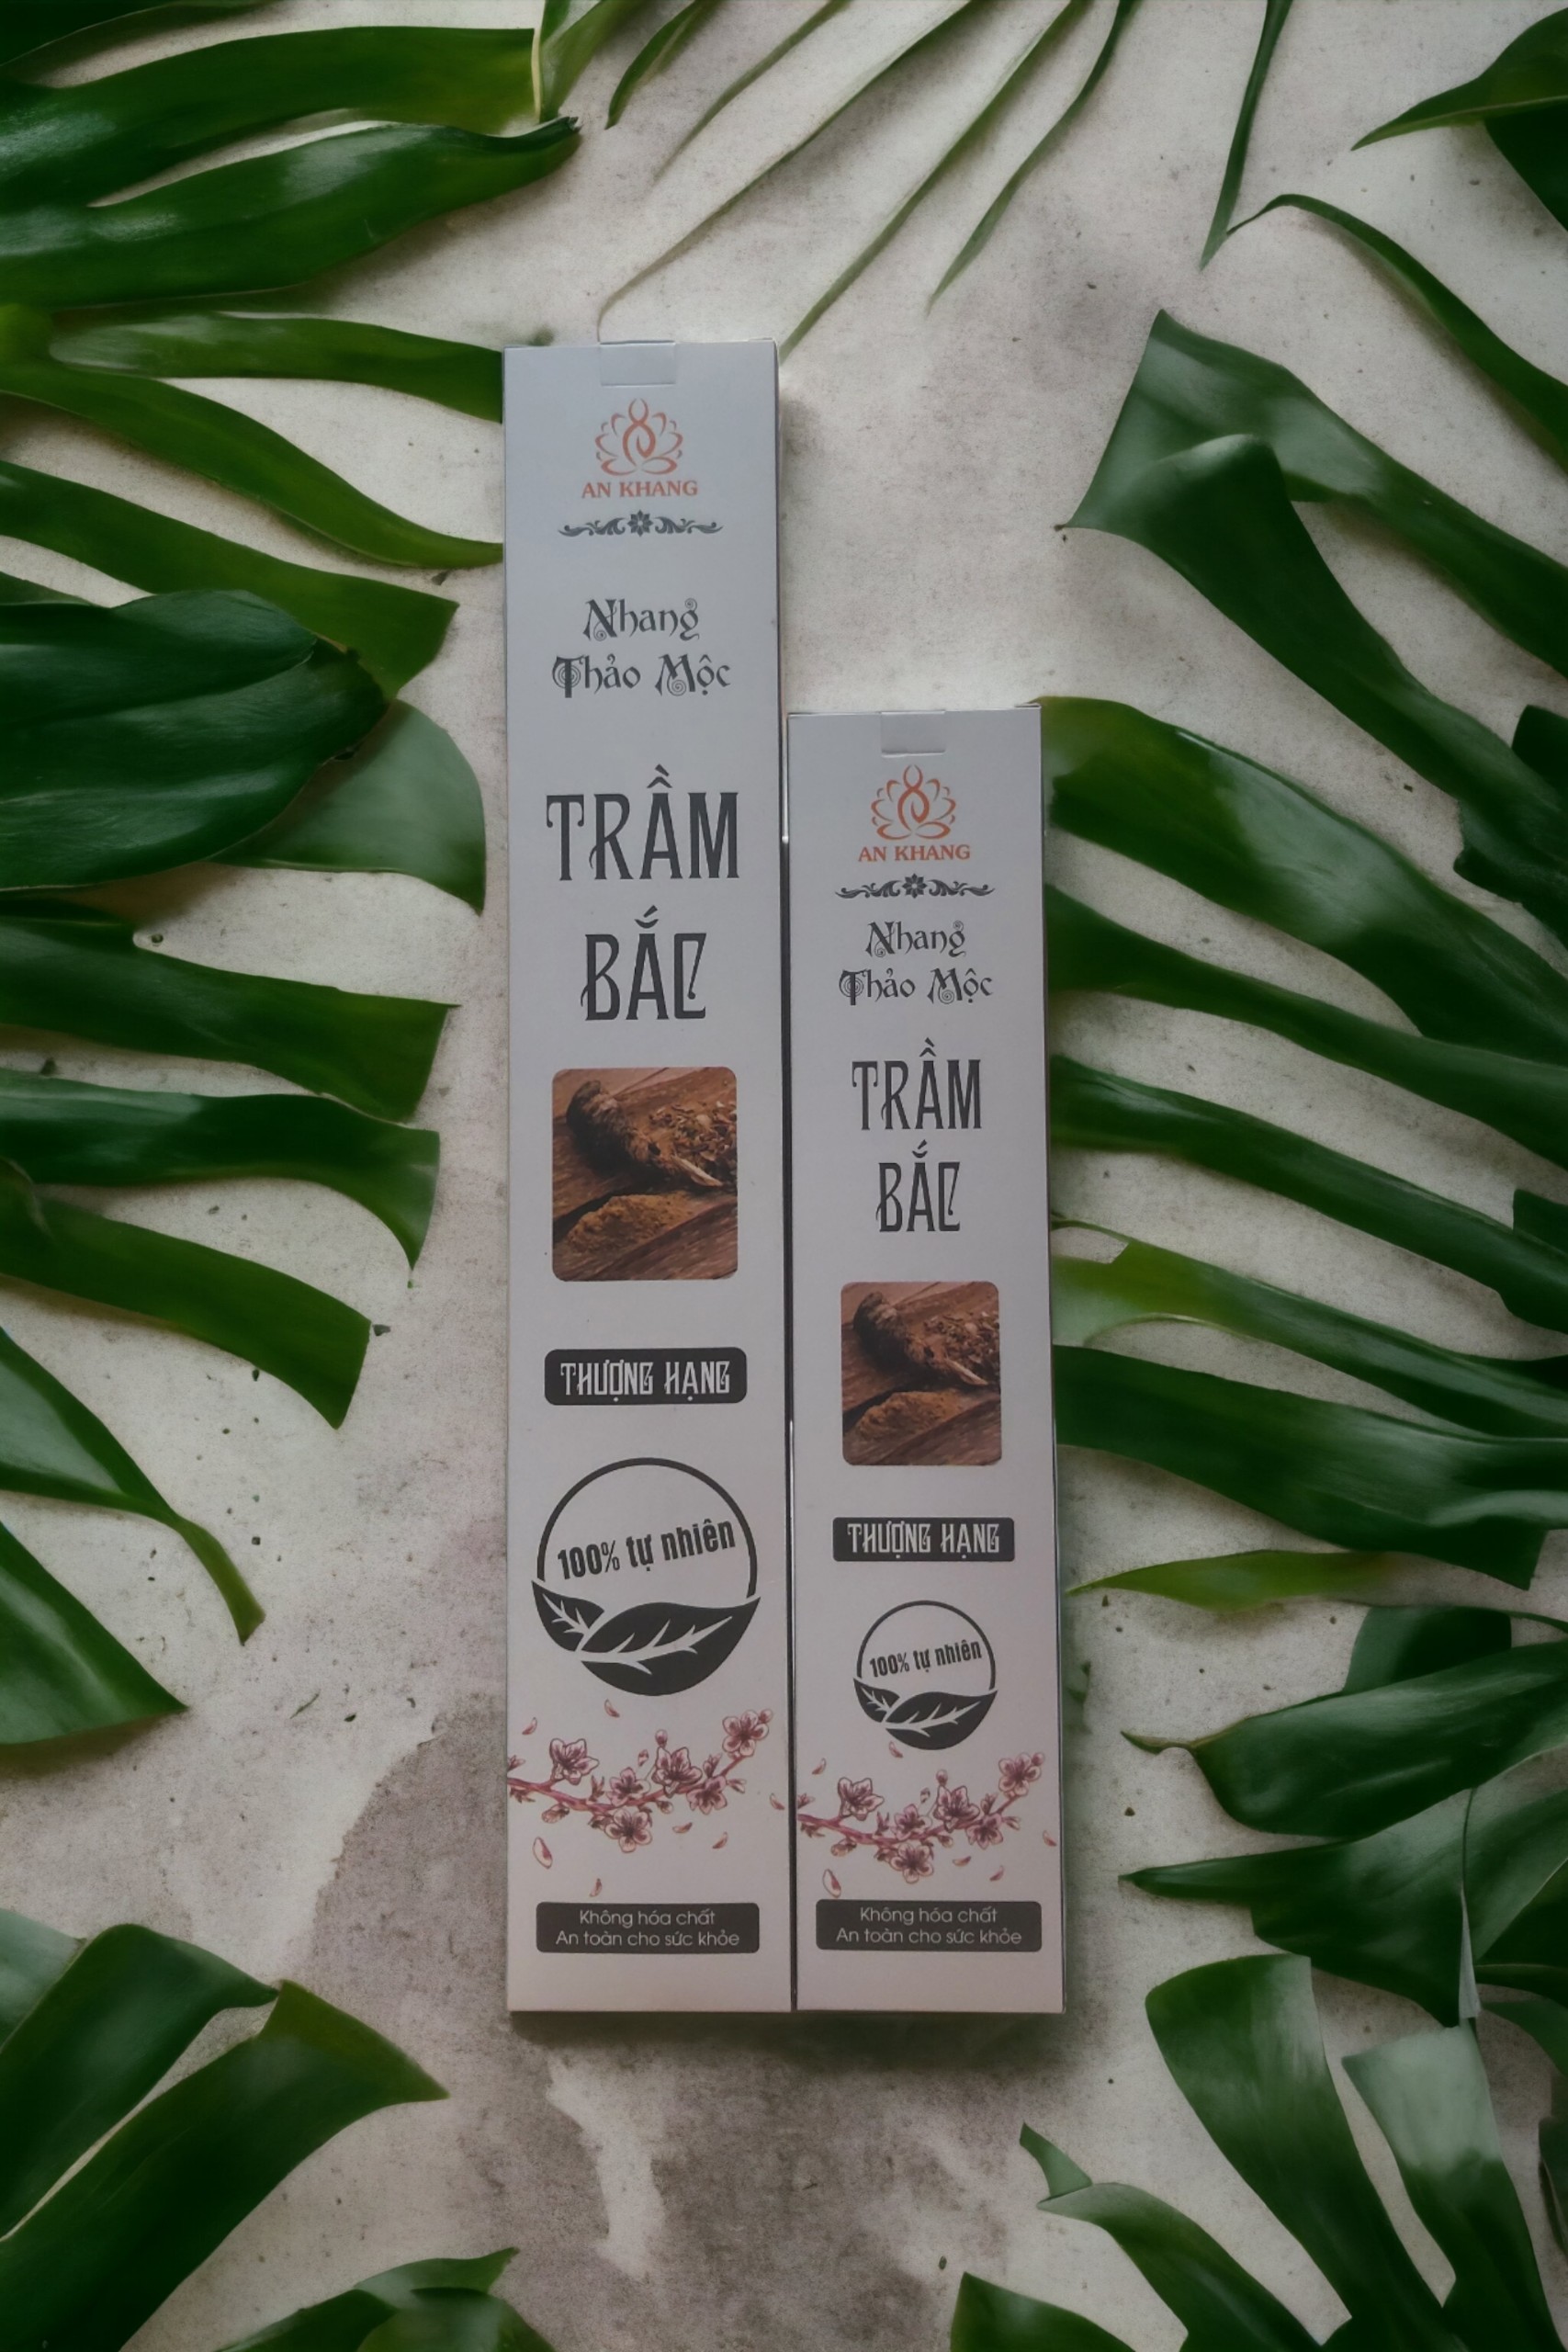 AN KHANG
Nhang
Thảo Mộc
TRẦM
BẮC
THƯỢNG HẠNG
100% tự nhiên
Không hóa chất
An toàn cho sức khỏe
AN KHANG
Nhang
Thảo Mộc
TRẦM
BẮC
THƯỢNG HẠNG
100% tự nhiên
Không hóa chất
An toàn cho sức khỏe